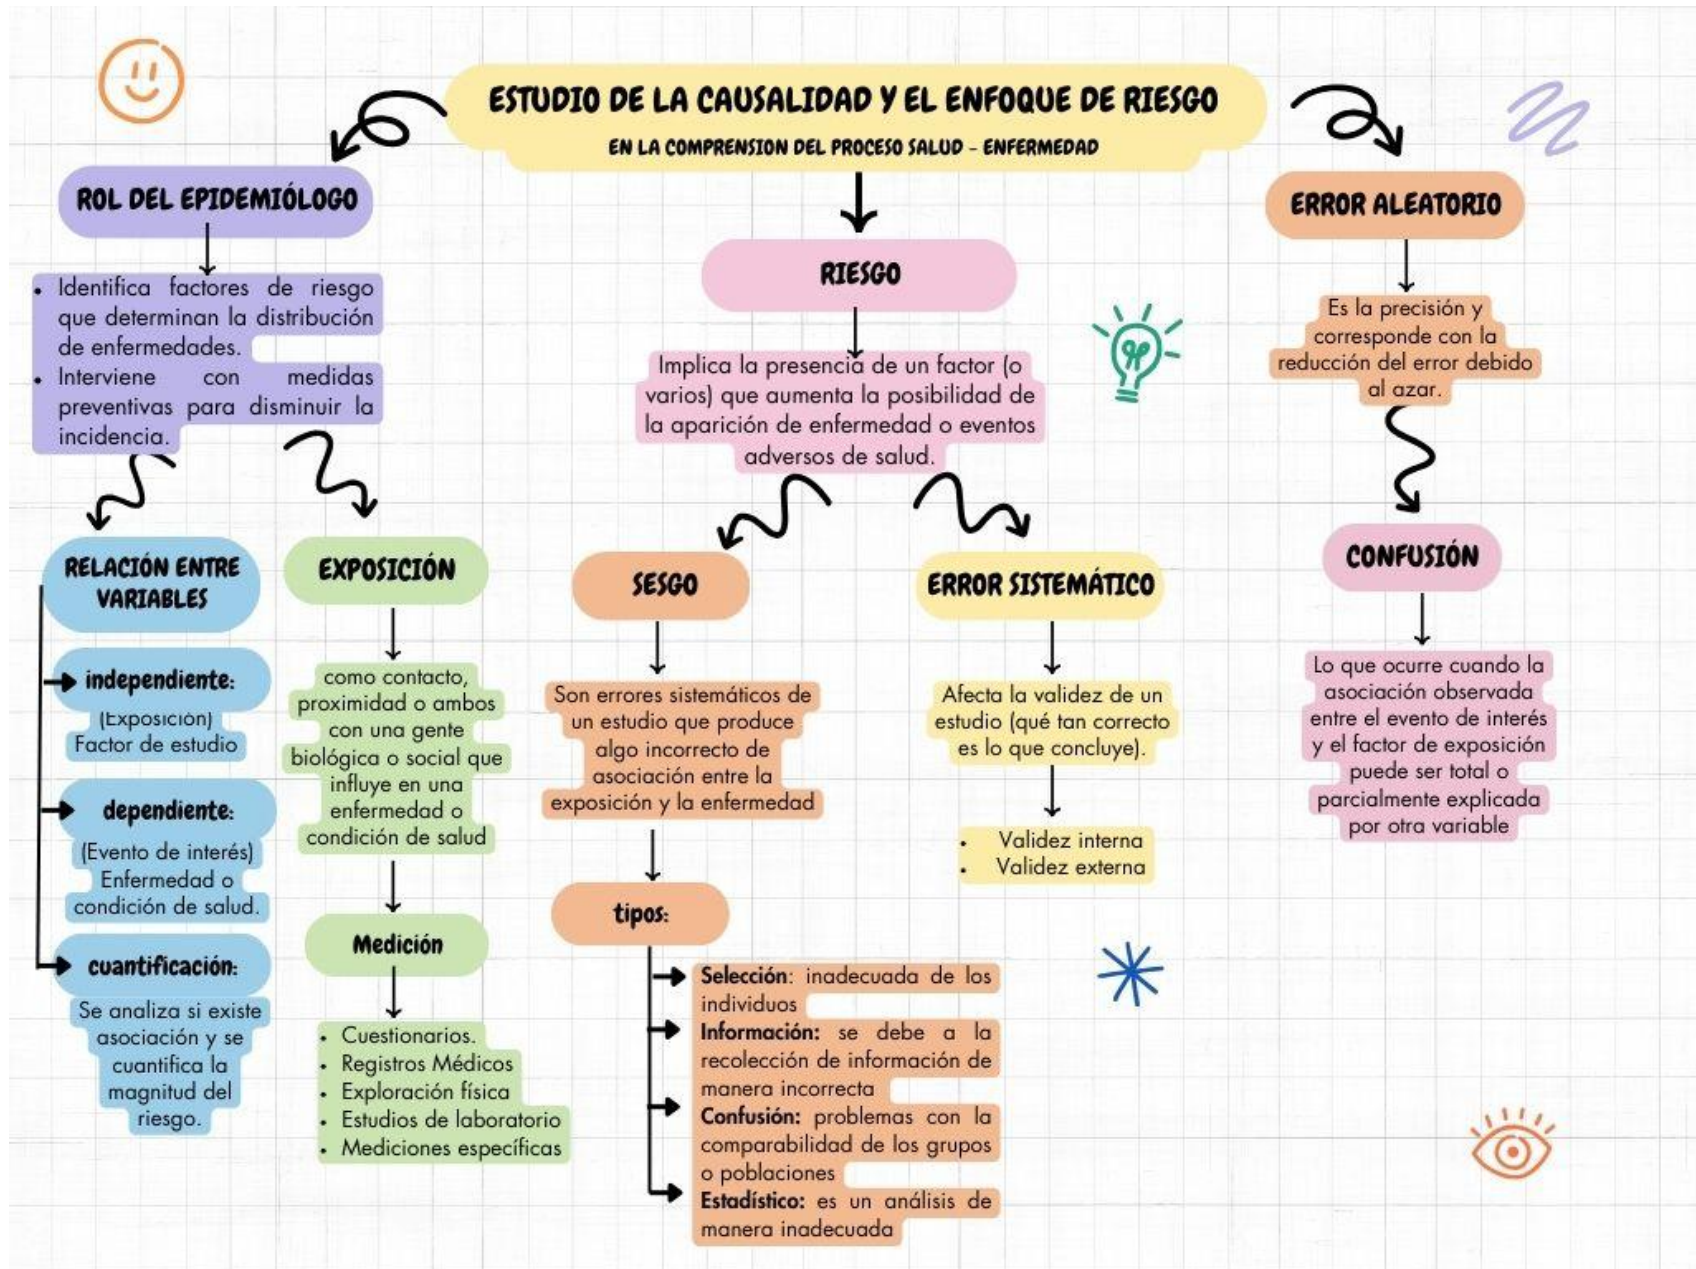 ESTUDIO DE LA CAUSALIDAD Y EL ENFOQUE DE RIESGO
EN LA COMPRENSION DEL PROCESO SALUD - ENFERMEDAD
ROL DEL EPIDEMIÓLOGO
• Identifica factores de riesgo
que determinan la distribución
de enfermedades.
• Interviene con medidas
preventivas para disminuir la
incidencia.
RELACIÓN ENTRE
VARIABLES
independiente:
(Exposición)
Factor de estudio
dependiente:
(Evento de interés)
Enfermedad o
condición de salud.
cuantificación:
Se analiza si existe
asociación y se
cuantifica la
magnitud del
riesgo.
EXPOSICIÓN
como contacto,
proximidad o ambos
con una gente
biológica o social que
influye en una
enfermedad o
condición de salud
Medición
• Cuestionarios.
• Registros Médicos
• Exploración física
• Estudios de laboratorio
• Mediciones específicas
RIESGO
Implica la presencia de un factor (o
varios) que aumenta la posibilidad de
la aparición de enfermedad o eventos
adversos de salud.
SESGO
Son errores sistemáticos de
un estudio que produce
algo incorrecto de
asociación entre la
exposición y la enfermedad
tipos:
Selección: inadecuada de los
individuos
Información: se debe a la
recolección de información de
manera incorrecta
Confusión: problemas con la
comparabilidad de los grupos
o poblaciones
Estadístico: es un análisis de
manera inadecuada
ERROR SISTEMÁTICO
Afecta la validez de un
estudio (qué tan correcto
es lo que concluye).
• Validez interna
• Validez externa
ERROR ALEATORIO
Es la precisión y
corresponde con la
reducción del error debido
al azar.
CONFUSIÓN
Lo que ocurre cuando la
asociación observada
entre el evento de interés
y el factor de exposición
puede ser total o
parcialmente explicada
por otra variable